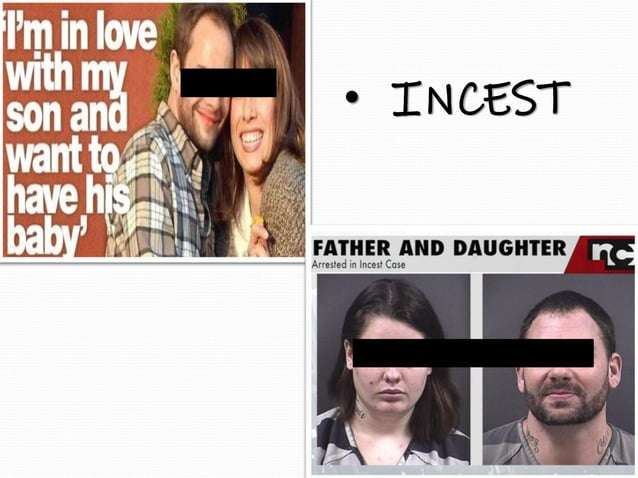 'I'm in love
with my
son and
want to
have his
baby'
• INCEST
FATHER AND DAUGHTER
Arrested in Incest Case
nc